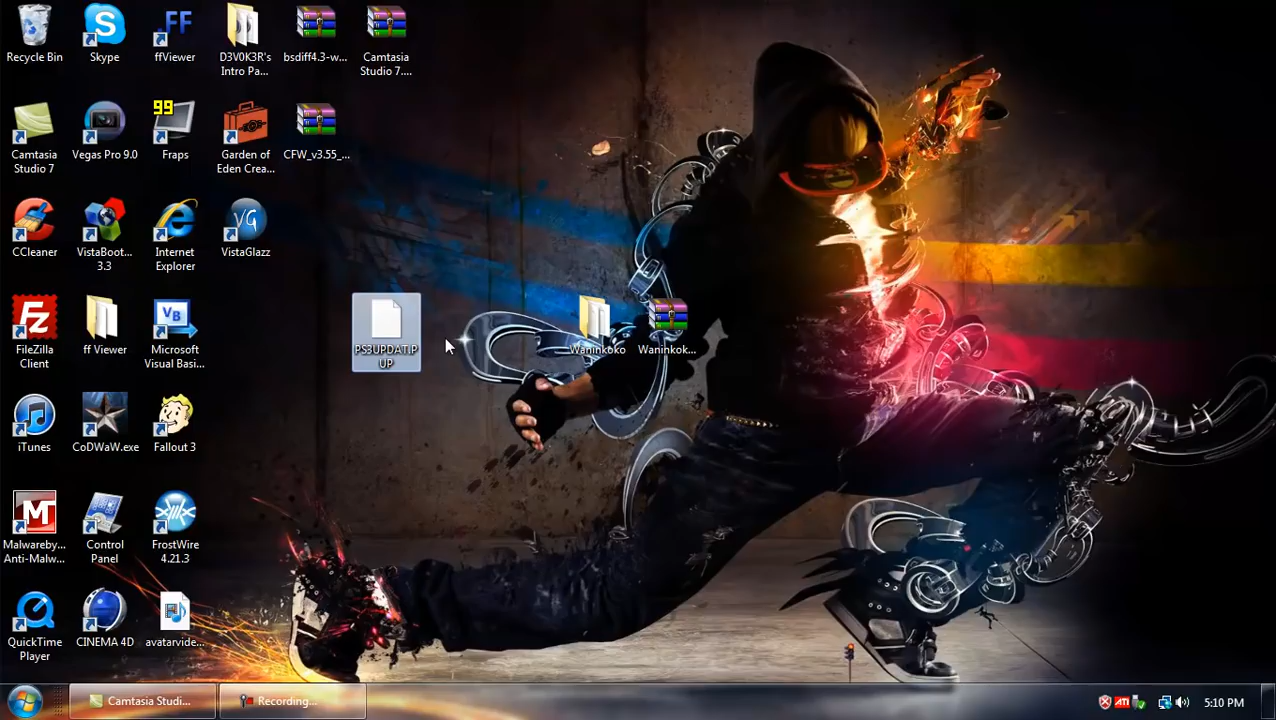 Recycle Bin
Skype
ffViewer
D3V0K3R's
Intro Pa...
bsdiff4.3-w...
Camtasia
Studio 7....
Camtasia
Studio 7
Vegas Pro 9.0
99
Fraps
Garden of
Eden Crea...
CFW_v3.55_...
CCleaner
VistaBoot...
3.3
Internet
Explorer
VistaGlazz
FileZilla
Client
ff Viewer
Microsoft
Visual Basi...
PS3UPDAT.P
UP
Waninkoko
Waninkok...
iTunes
CoDWaW.exe
Fallout 3
Malwareby...
Anti-Malw...
Control
Panel
FrostWire
4.21.3
QuickTime
Player
CINEMA 4D
avatarvide...
Camtasia Studi...
Recording...
ATI
5:10 PM